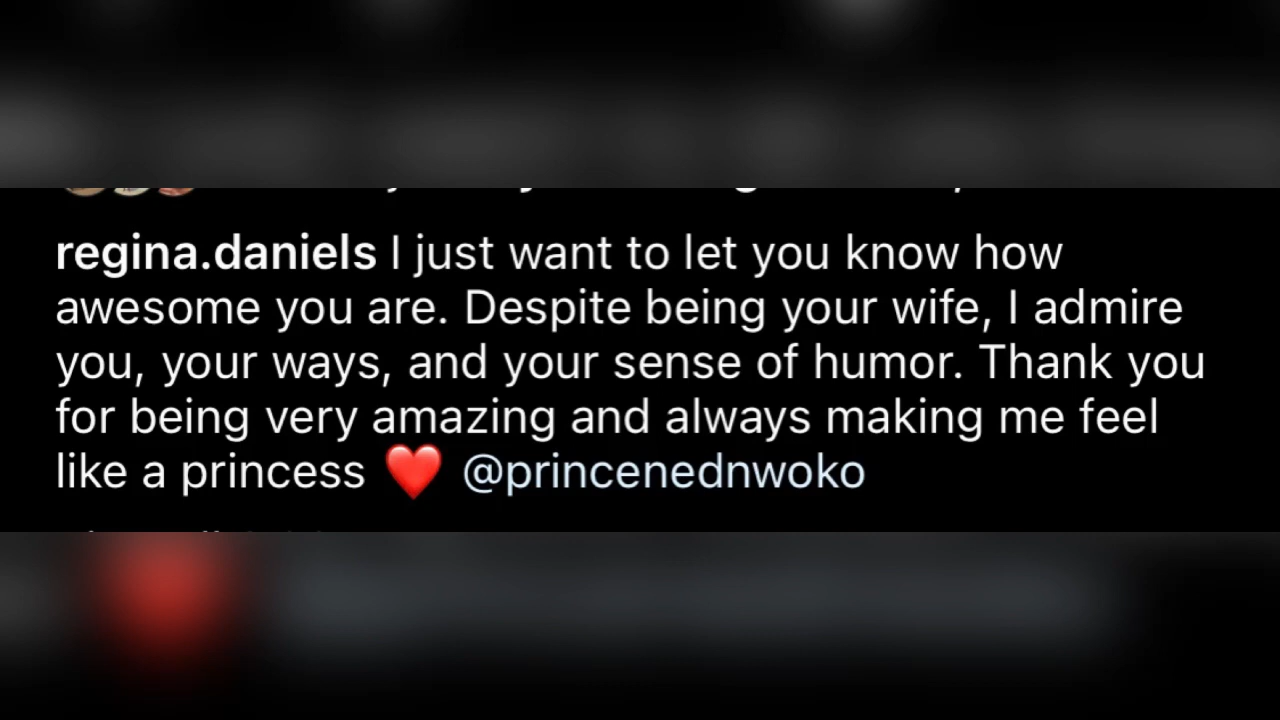 regina.daniels I just want to let you know how
awesome you are. Despite being your wife, I admire
you, your ways, and your sense of humor. Thank you
for being very amazing and always making me feel
like a princess ❤️ @princenednwoko